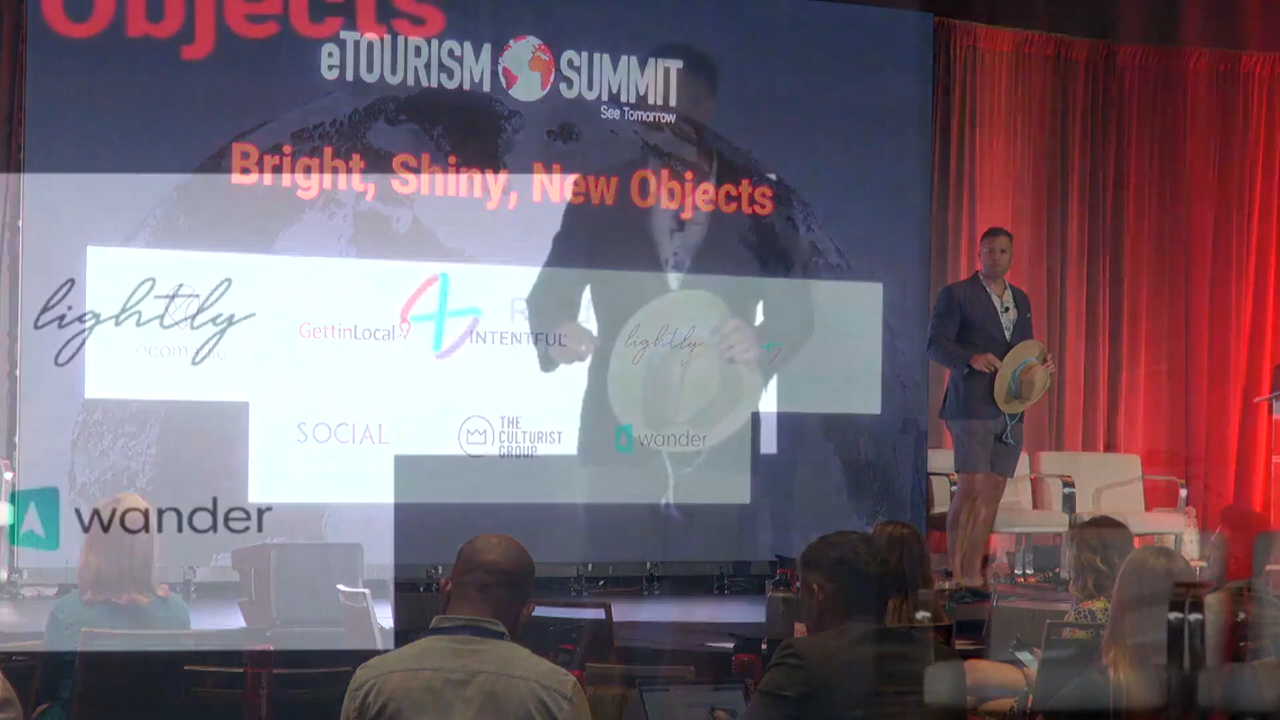 Objects
eTOURISM SUMMIT
See Tomorrow
Bright, Shiny, New Objects
lightly
GettinLocal
INTENTFUL
lightly
SOCIAL
THE
CULTURIST
GROUP
wander
wander